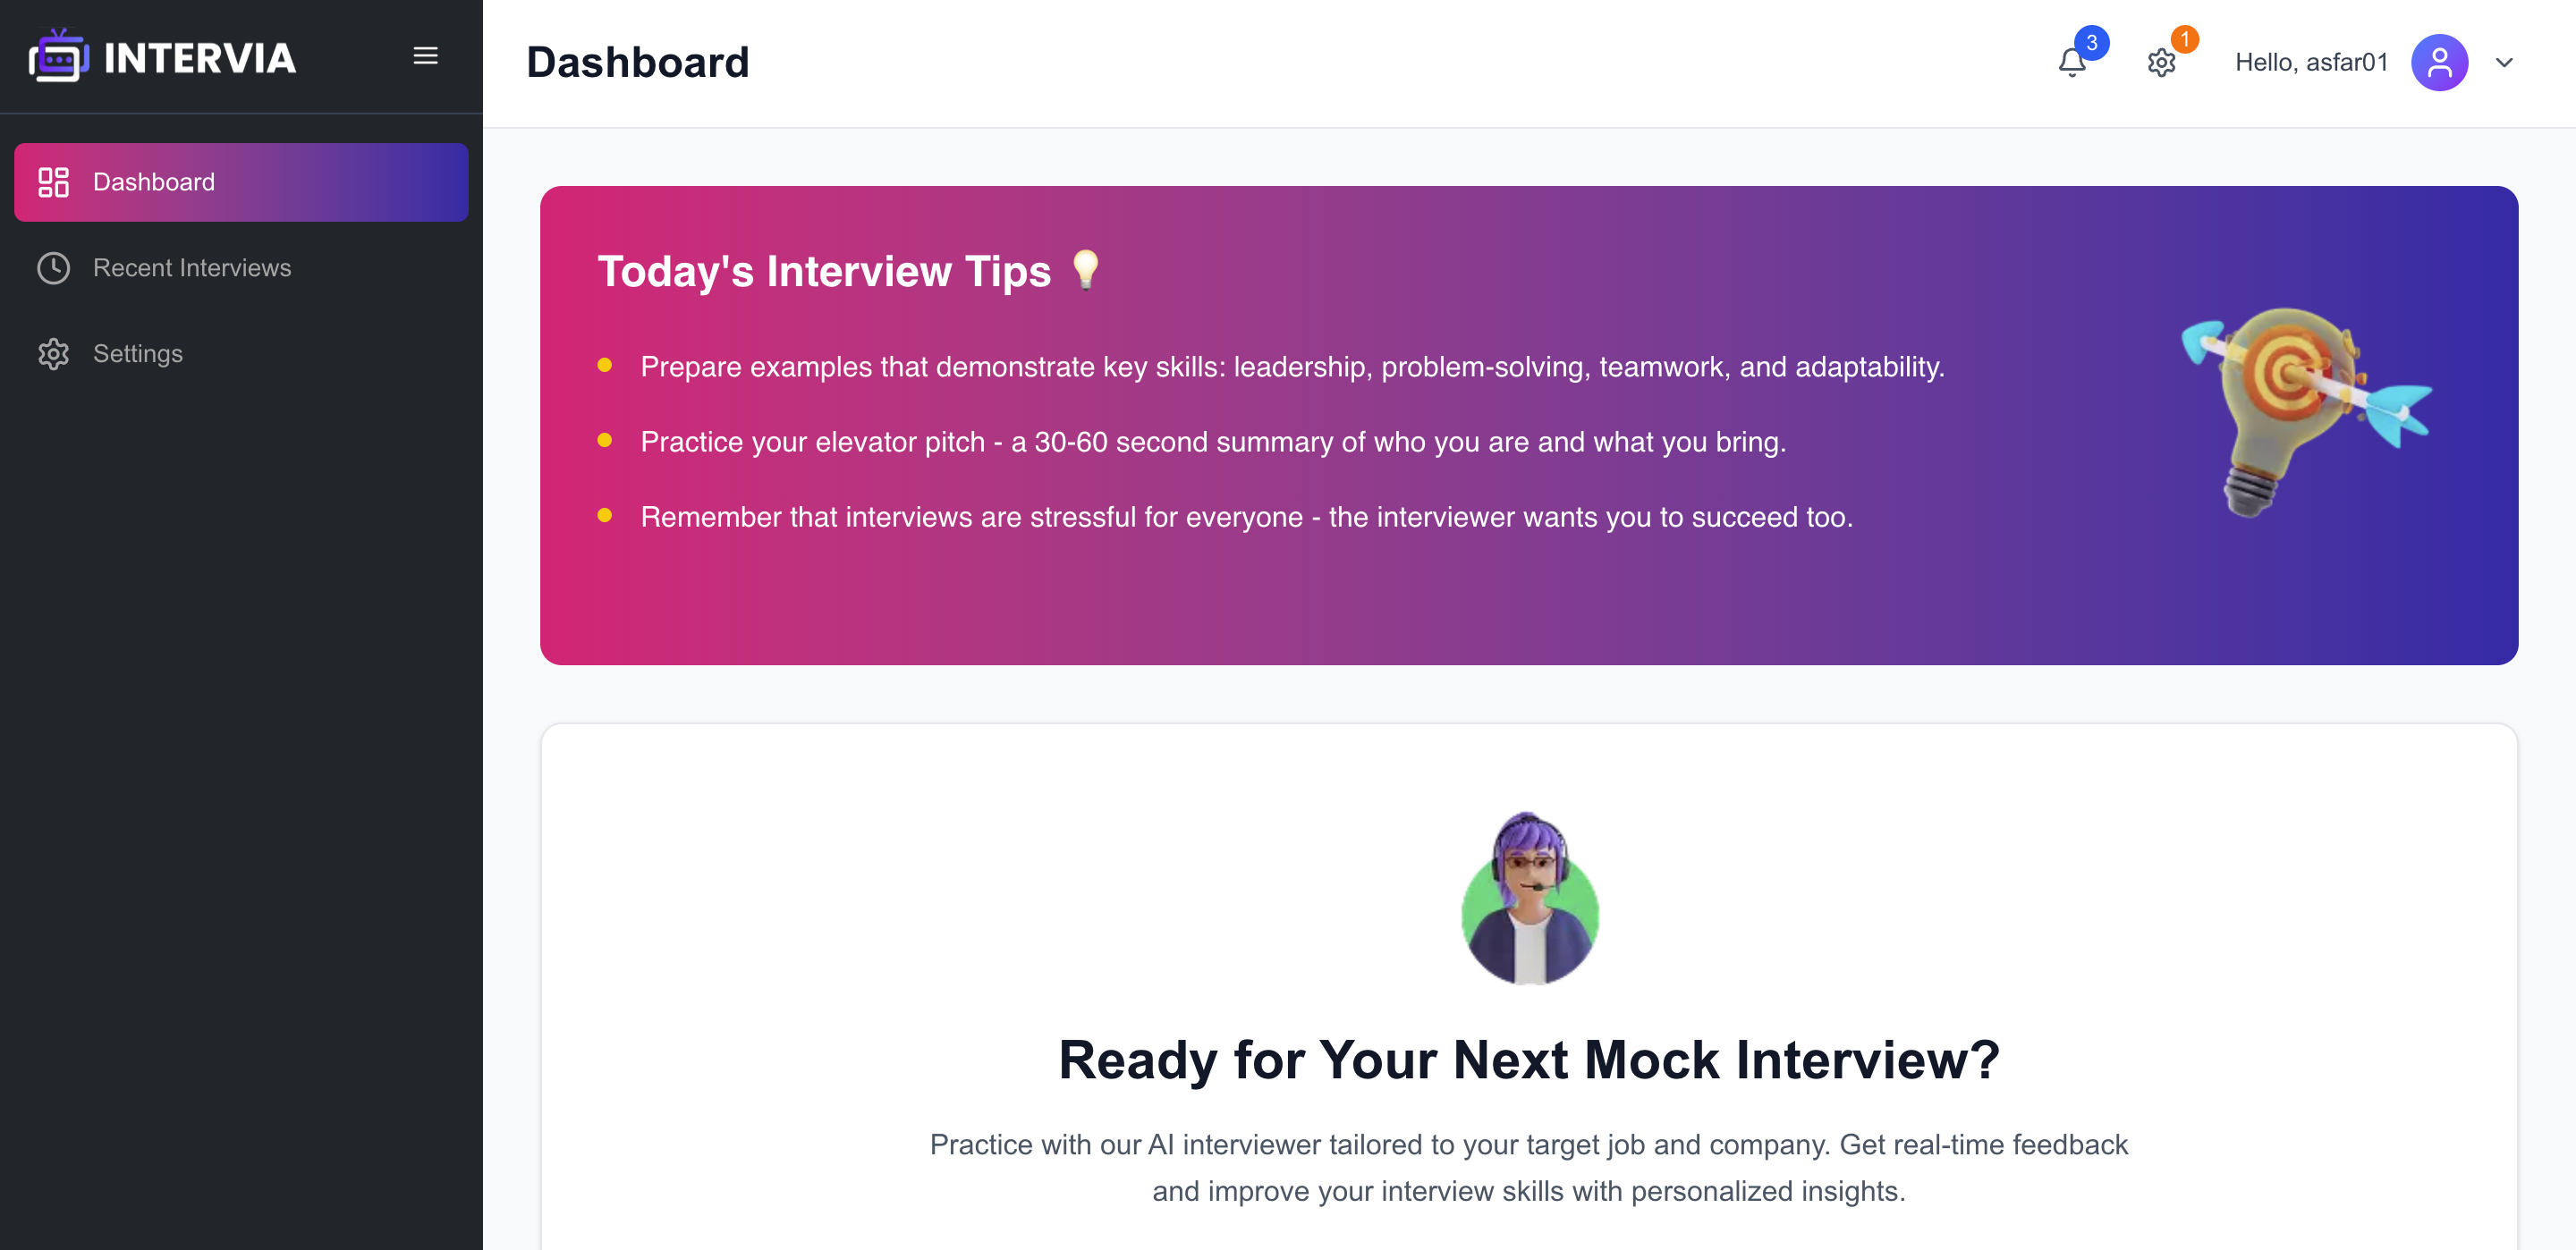 INTERVIA
Dashboard
Recent Interviews
Settings
Dashboard
3
1
Hello, asfar01
Today's Interview Tips
Prepare examples that demonstrate key skills: leadership, problem-solving, teamwork, and adaptability.
Practice your elevator pitch - a 30-60 second summary of who you are and what you bring.
Remember that interviews are stressful for everyone - the interviewer wants you to succeed too.
Ready for Your Next Mock Interview?
Practice with our AI interviewer tailored to your target job and company. Get real-time feedback
and improve your interview skills with personalized insights.